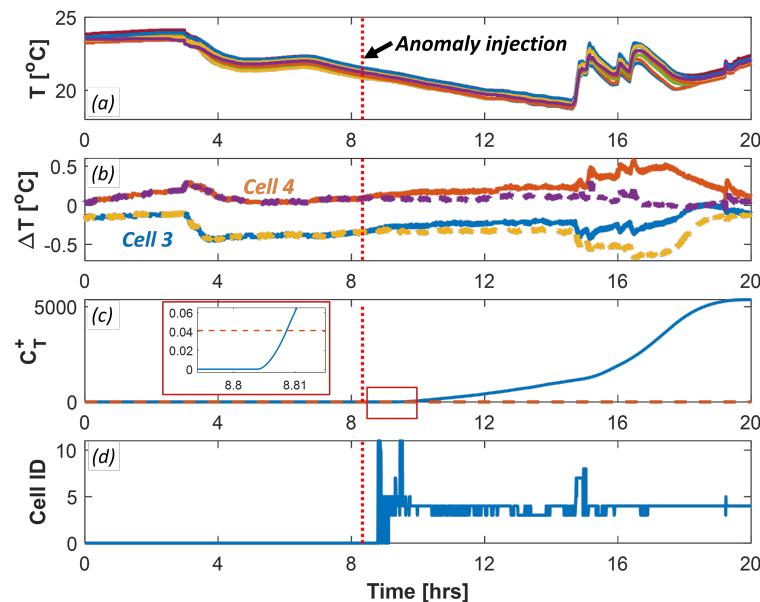 25
20
T [°C]
Anomaly injection
(a)
0 4 8 12 16 20
0.5
0
-0.5
Δ T [°C]
(b)
Cell 4
Cell 3
0 4 8 12 16 20
5000
0
C_T^+
(c)
0.06
0.04
0.02
0
8.8 8.81
0 4 8 12 16 20
10
5
0
Cell ID
(d)
0 4 8 12 16 20
Time [hrs]